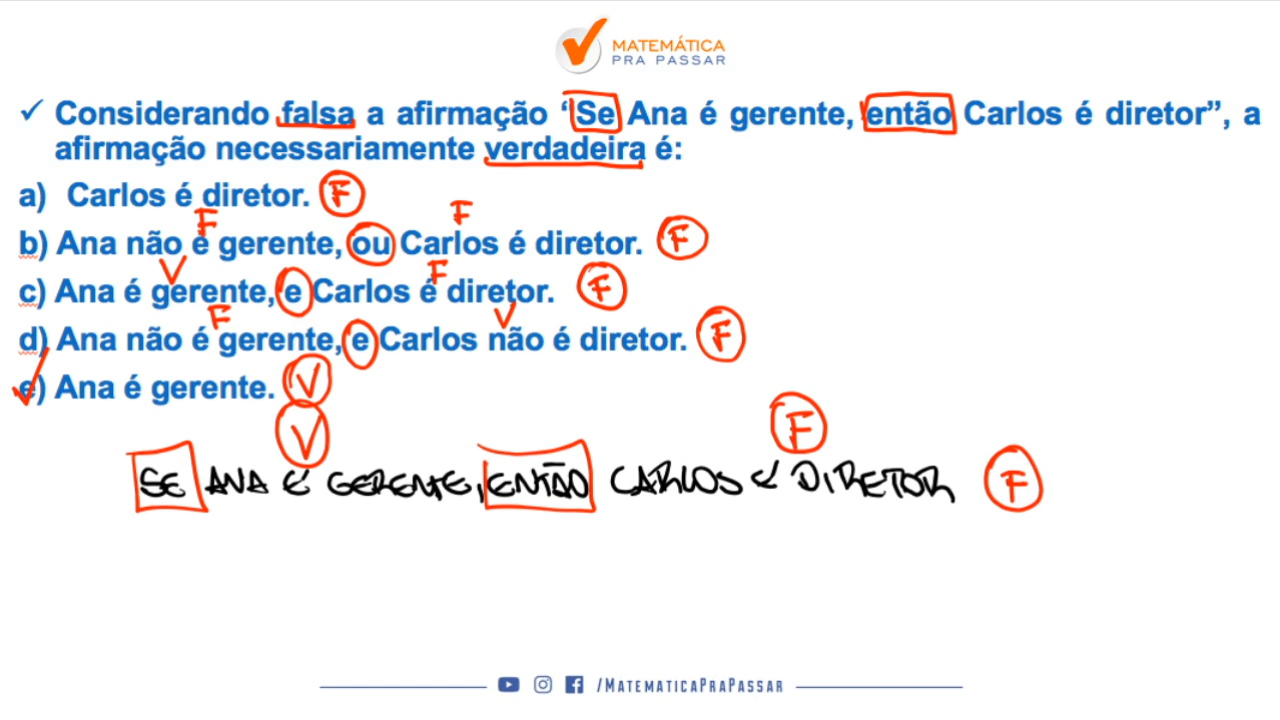 MATEMÁTICA
PRA PASSAR
✓ Considerando falsa a afirmação “Se Ana é gerente, então Carlos é diretor”, a
afirmação necessariamente verdadeira é:
a) Carlos é diretor. F
F F
b) Ana não é gerente, ou Carlos é diretor. F
V F
c) Ana é gerente, e Carlos é diretor. F
F V
d) Ana não é gerente, e Carlos não é diretor. F
e) Ana é gerente. V
V F
SE ANA É GERENTE, ENTÃO CARLOS É DIRETOR F
/MATEMATICAPRAPASSAR